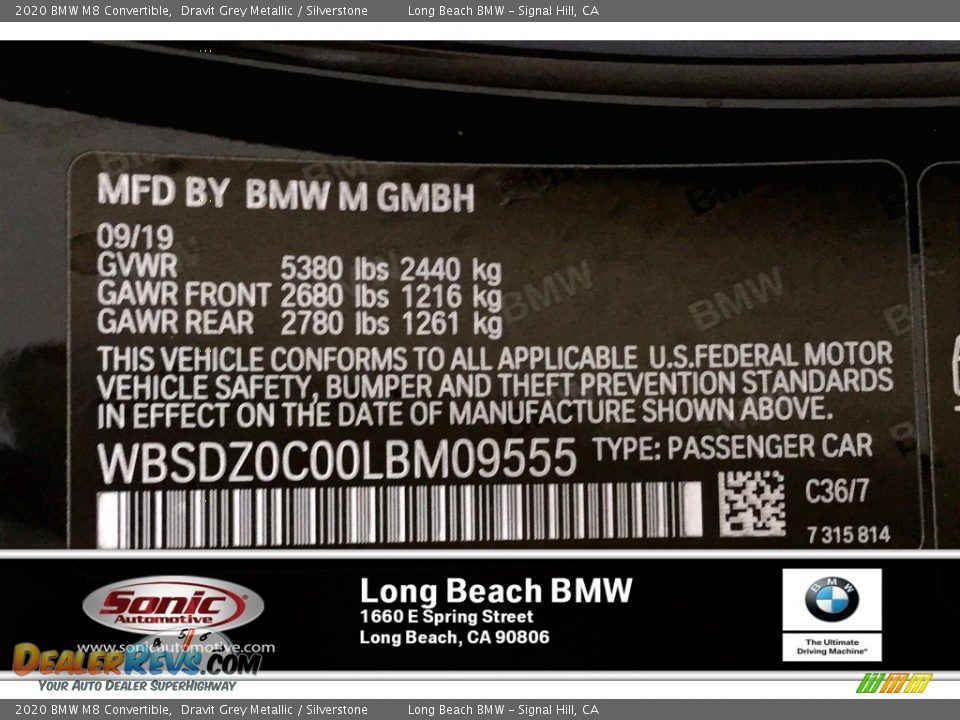 2020 BMW M8 Convertible, Dravit Grey Metallic / Silverstone Long Beach BMW - Signal Hill, CA
MFD BY BMW M GMBH
09/19
GVWR 5380 lbs 2440 kg
GAWR FRONT 2680 lbs 1216 kg
GAWR REAR 2780 lbs 1261 kg
THIS VEHICLE CONFORMS TO ALL APPLICABLE U.S.FEDERAL MOTOR
VEHICLE SAFETY, BUMPER AND THEFT PREVENTION STANDARDS
IN EFFECT ON THE DATE OF MANUFACTURE SHOWN ABOVE.
WBSDZ0C00LBM09555 TYPE: PASSENGER CAR
C36/7
7 315 814
Sonic
Automotive
www.sonicautomotive.com
Long Beach BMW
1660 E Spring Street
Long Beach, CA 90806
BMW
The Ultimate
Driving Machine®
DealerRevs.com
Your Auto Dealer SuperHighway
2020 BMW M8 Convertible, Dravit Grey Metallic / Silverstone Long Beach BMW - Signal Hill, CA